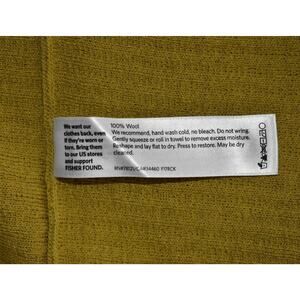 We want our
clothes back, even
if they're worn or
torn. Bring them
to our US stores
and support
FISHER FOUND.
100% Wool
We recommend, hand wash cold, no bleach. Do not wring.
Gently squeeze or roll in towel to remove excess moisture.
Reshape and lay flat to dry. Press to restore. May be dry
cleaned.